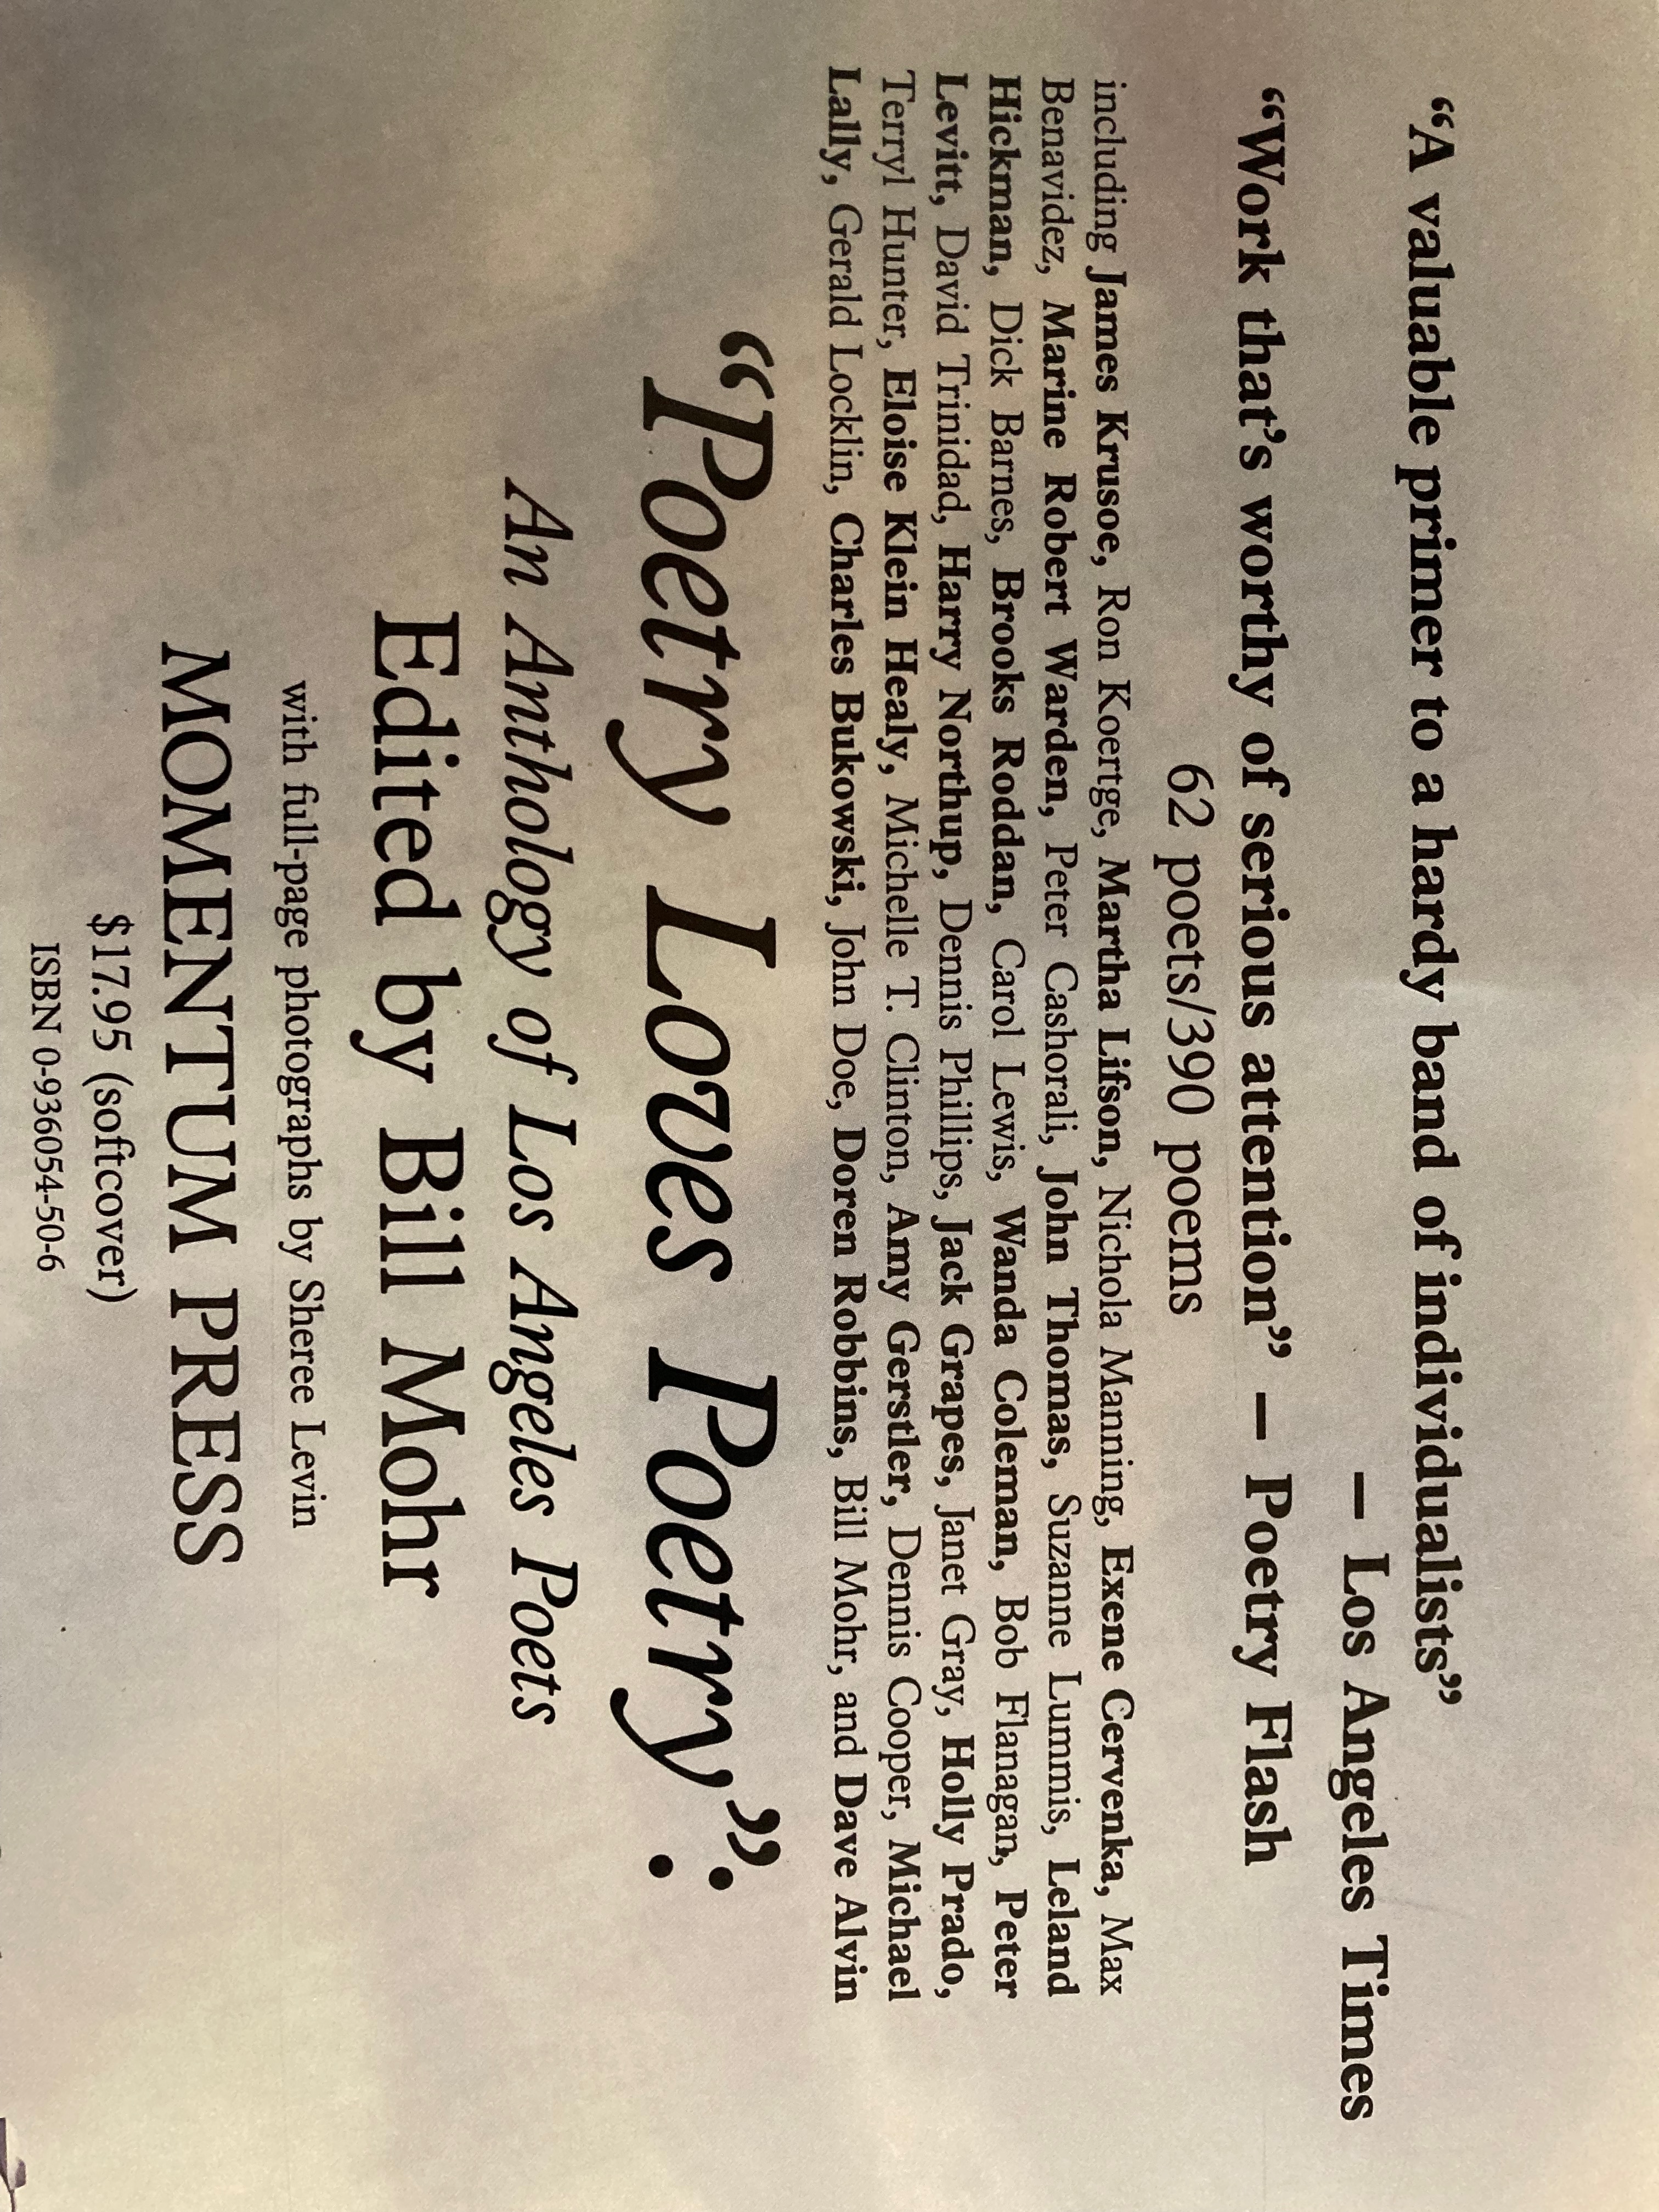 “A valuable primer to a hardy band of individualists”
— Los Angeles Times
“Work that’s worthy of serious attention” — Poetry Flash
62 poets/390 poems
including James Krusoe, Ron Koertge, Martha Lifson, Nichola Manning, Exene Cervenka, Max
Benavidez, Marine Robert Warden, Peter Cashorali, John Thomas, Suzanne Lummis, Leland
Hickman, Dick Barnes, Brooks Roddan, Carol Lewis, Wanda Coleman, Bob Flanagan, Peter
Levitt, David Trinidad, Harry Northup, Dennis Phillips, Jack Grapes, Janet Gray, Holly Prado,
Terryl Hunter, Eloise Klein Healy, Michelle T. Clinton, Amy Gerstler, Dennis Cooper, Michael
Lally, Gerald Locklin, Charles Bukowski, John Doe, Doren Robbins, Bill Mohr, and Dave Alvin
“Poetry Loves Poetry”:
An Anthology of Los Angeles Poets
Edited by Bill Mohr
with full-page photographs by Sheree Levin
MOMENTUM PRESS
$17.95 (softcover)
ISBN 0-936054-50-6